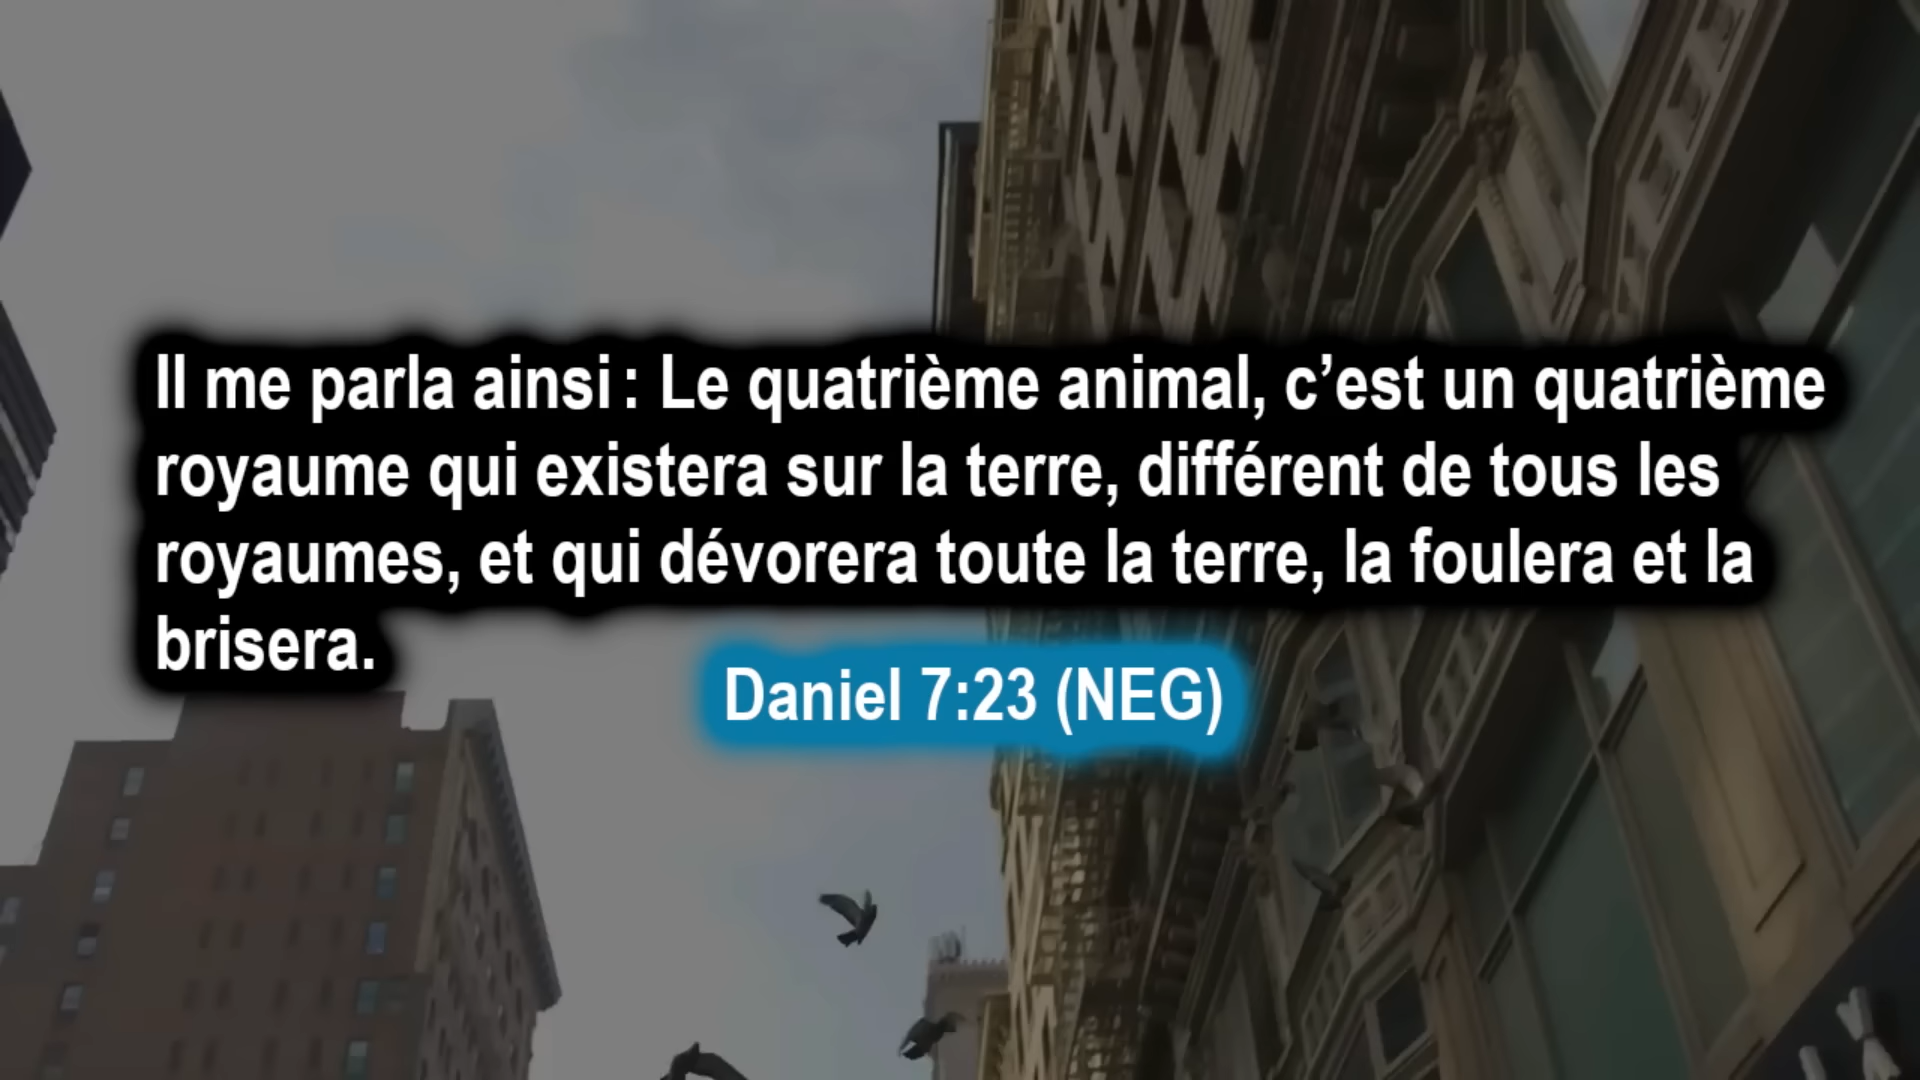 Il me parla ainsi : Le quatrième animal, c’est un quatrième
royaume qui existera sur la terre, différent de tous les
royaumes, et qui dévorera toute la terre, la foulera et la
brisera.
Daniel 7:23 (NEG)